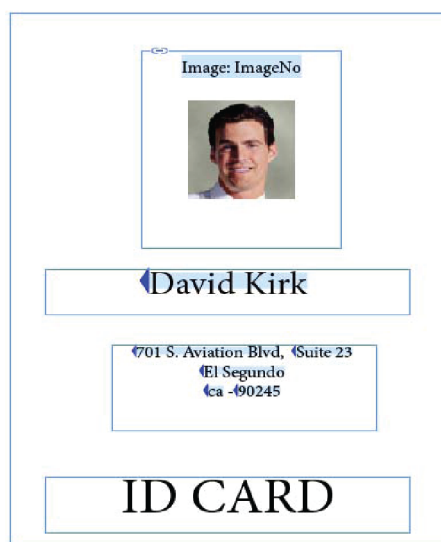 Image: ImageNo
David Kirk
701 S. Aviation Blvd, Suite 23
El Segundo
ca -90245
ID CARD